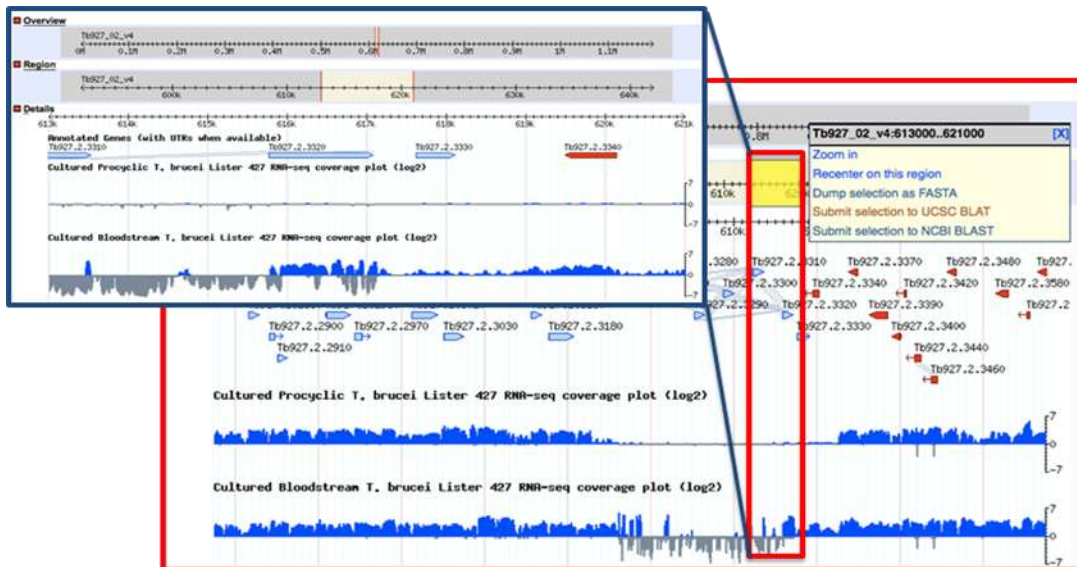 Overview
Tb927_02_v4
0M 0.1M 0.2M 0.3M 0.4M 0.5M 0.6M 0.7M 0.8M 0.9M 1M 1.1M
Region
Tb927_02_v4
600k 610k 620k 630k 640k
Details
613k 614k 615k 616k 617k 618k 619k 620k 621k
Annotated Genes (with UTRs when available)
Tb927.2.3310 Tb927.2.3320 Tb927.2.3330 Tb927.2.3340
Cultured Procyclic T. brucei Lister 427 RNA-seq coverage plot (log2)
7
0
-7
Cultured Bloodstream T. brucei Lister 427 RNA-seq coverage plot (log2)
7
0
-7
0.8M
Tb927_02_v4:613000..621000 [X]
Zoom in
Recenter on this region
Dump selection as FASTA
Submit selection to UCSC BLAT
Submit selection to NCBI BLAST
610k
610k
.3280 Tb927.2.3310 Tb927.2.3370 Tb927.2.3480 Tb927.
Tb927.2.3300 Tb927.2.3340 Tb927.2.3420 Tb927.2.3580
Tb927.2.3320 Tb927.2.3390 Tb927.2
Tb927.2.2900 Tb927.2.2970 Tb927.2.3030 Tb927.2.3180 Tb927.2.3330 Tb927.2.3400
Tb927.2.2910 Tb927.2.3440
Tb927.2.3460
Cultured Procyclic T. brucei Lister 427 RNA-seq coverage plot (log2)
7
0
-7
Cultured Bloodstream T. brucei Lister 427 RNA-seq coverage plot (log2)
7
0
-7